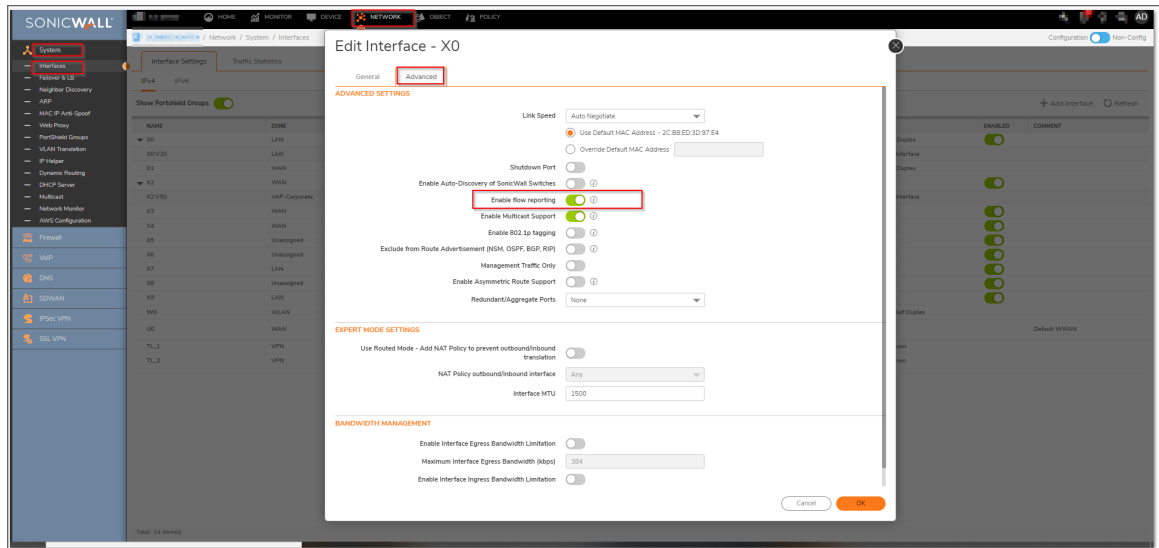 SONICWALL
HOME
MONITOR
DEVICE
NETWORK
OBJECT
POLICY
AD
/ Network / System / Interfaces
Configuration
Non-Config
System
Interfaces
Failover & LB
Neighbor Discovery
ARP
MAC IP Anti-Spoof
Web Proxy
PortShield Groups
VLAN Translation
IP Helper
Dynamic Routing
DHCP Server
Multicast
Network Monitor
AWS Configuration
Firewall
VoIP
DNS
SDWAN
IPSec VPN
SSL VPN
Interface Settings
Traffic Statistics
IPv4
IPv6
Show Portshield Groups
Add Interface
Refresh
NAME ZONE ENABLED COMMENT
X0 LAN Duplex
X0:V20 LAN Interface
X1 WAN Duplex
X2 WAN
X2:V50 VAP-Corporate Interface
X3 WAN
X4 WAN
X5 Unassigned
X6 Unassigned
X7 LAN
X8 Unassigned
X9 LAN
W0 WLAN Half Duplex
U0 WAN Default WWAN
TI_1 VPN
TI_2 VPN
Total: 14 item(s)
Edit Interface - X0
General
Advanced
ADVANCED SETTINGS
Link Speed Auto Negotiate
Use Default MAC Address - 2C:B8:ED:3D:97:E4
Override Default MAC Address
Shutdown Port
Enable Auto-Discovery of SonicWall Switches
Enable flow reporting
Enable Multicast Support
Enable 802.1p tagging
Exclude from Route Advertisement (NSM, OSPF, BGP, RIP)
Management Traffic Only
Enable Asymmetric Route Support
Redundant/Aggregate Ports None
EXPERT MODE SETTINGS
Use Routed Mode - Add NAT Policy to prevent outbound/inbound
translation
NAT Policy outbound/inbound interface Any
Interface MTU 1500
BANDWIDTH MANAGEMENT
Enable Interface Egress Bandwidth Limitation
Maximum Interface Egress Bandwidth (kbps) 384
Enable Interface Ingress Bandwidth Limitation
Cancel
OK